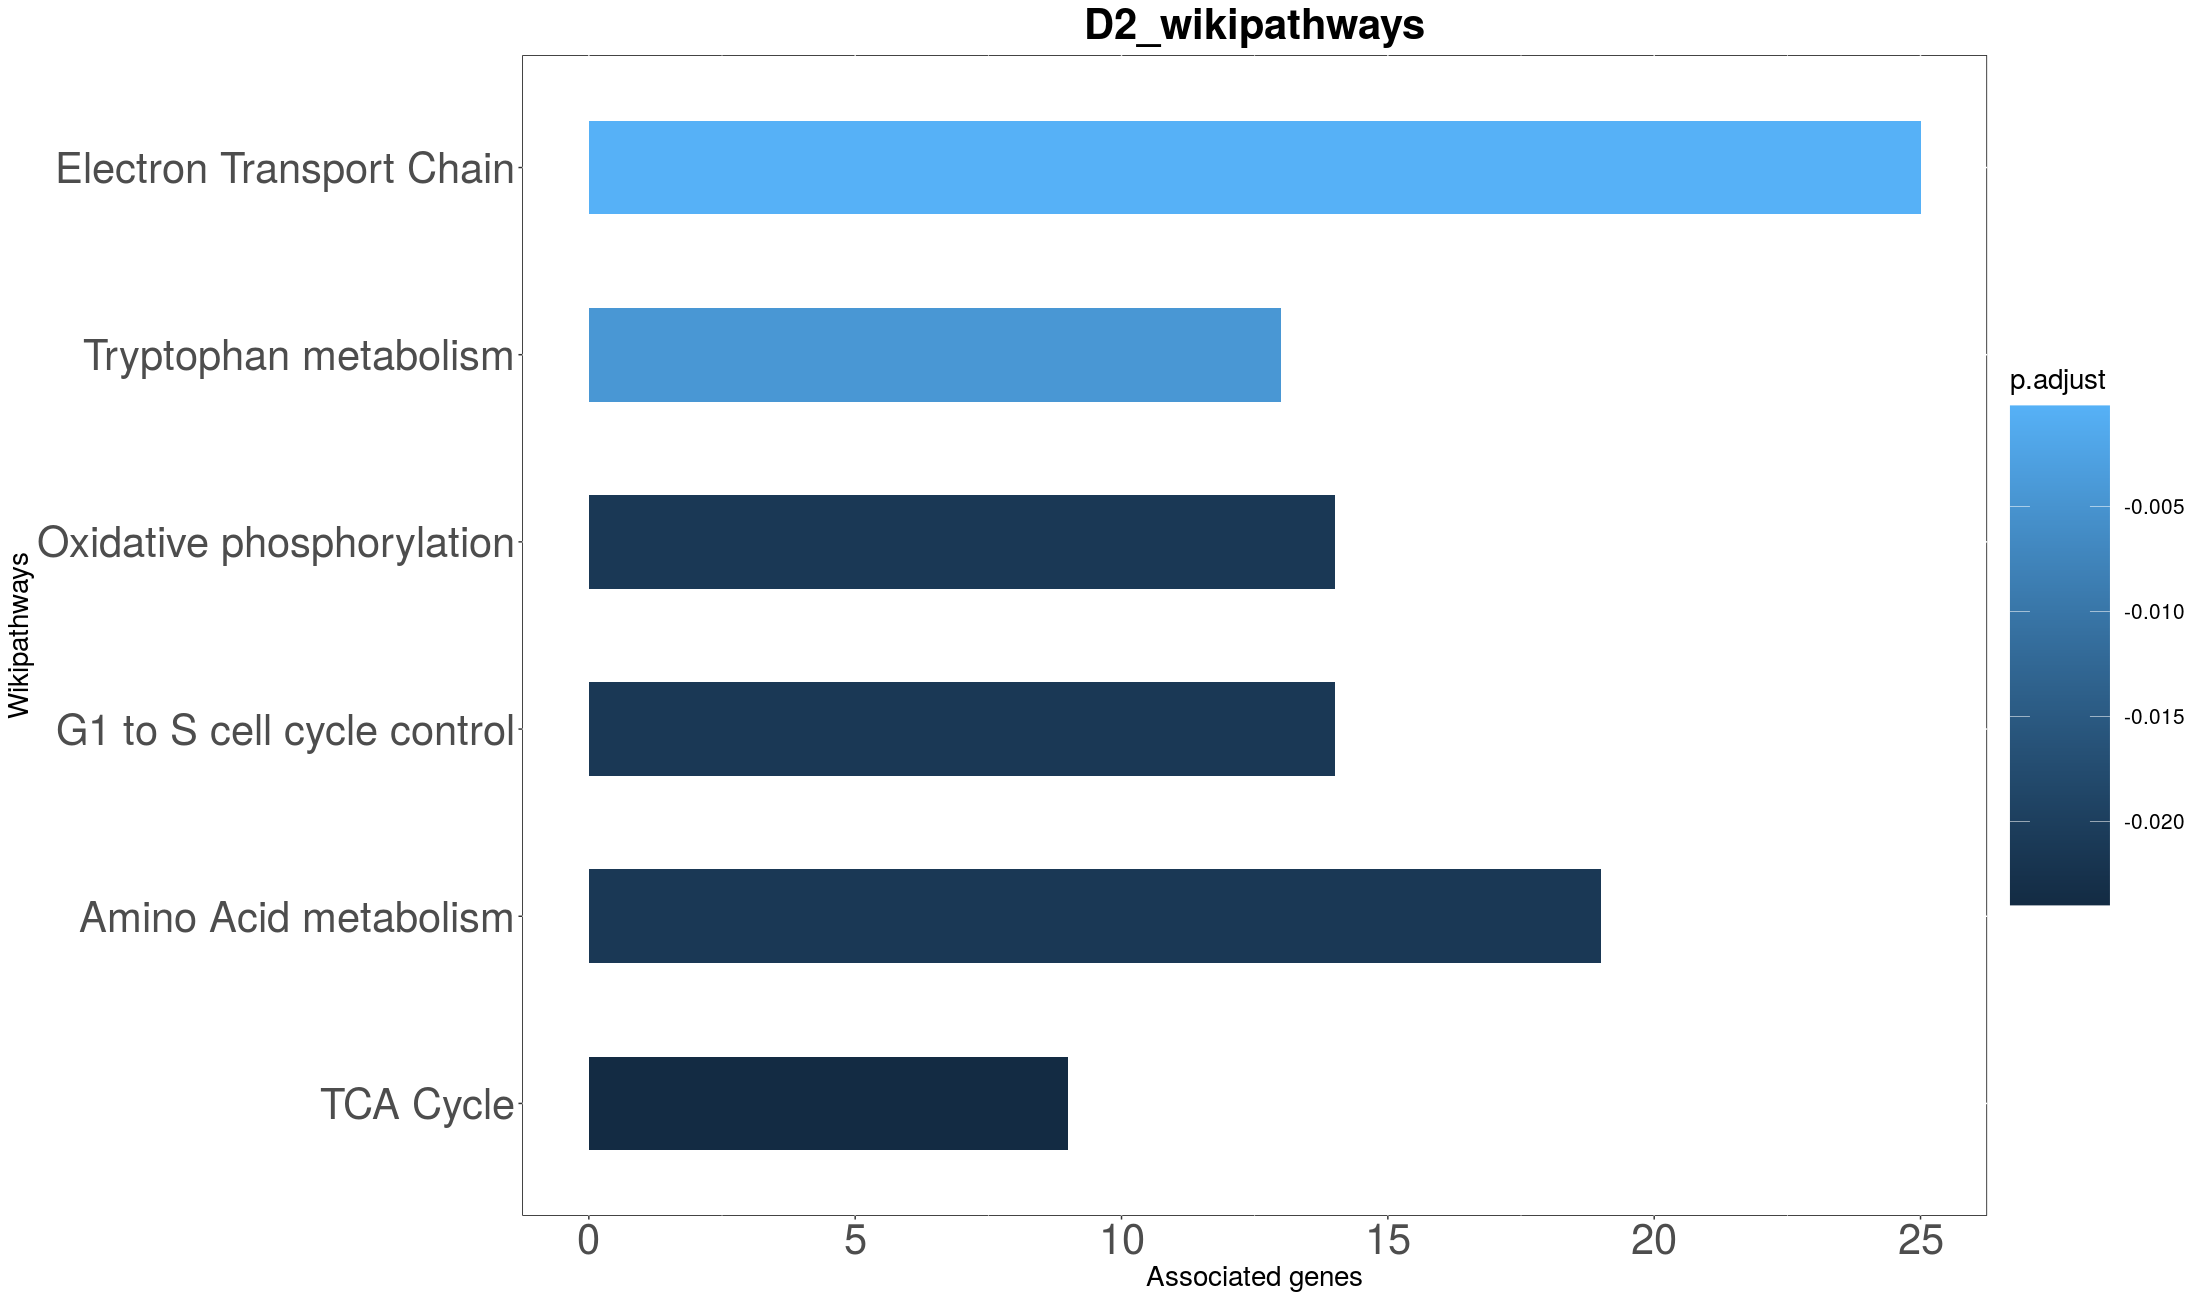 D2_wikipathways
Electron Transport Chain
Tryptophan metabolism
Oxidative phosphorylation
G1 to S cell cycle control
Amino Acid metabolism
TCA Cycle
Wikipathways
0 5 10 15 20 25
Associated genes
p.adjust
-0.005
-0.010
-0.015
-0.020